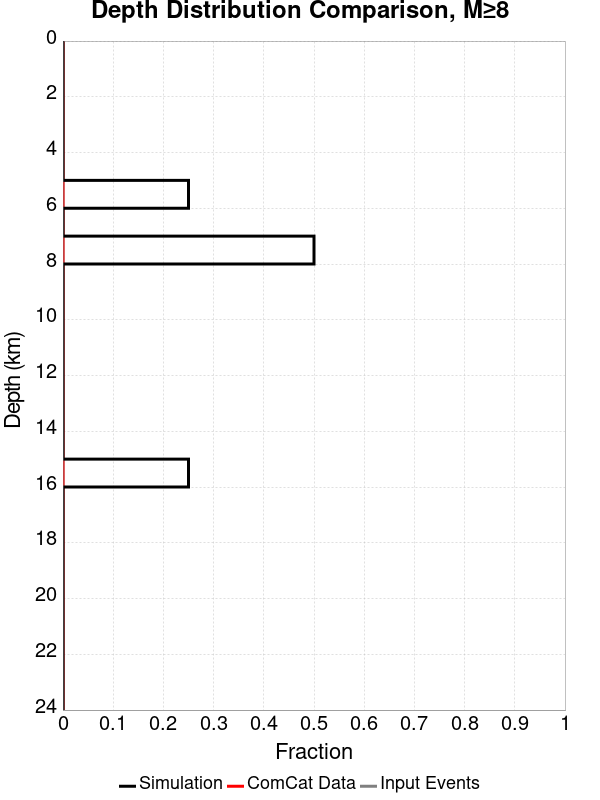 Depth Distribution Comparison, M≥8
0
2
4
6
8
10
12
14
16
18
20
22
24
Depth (km)
0 0.1 0.2 0.3 0.4 0.5 0.6 0.7 0.8 0.9 1
Fraction
Simulation ComCat Data Input Events